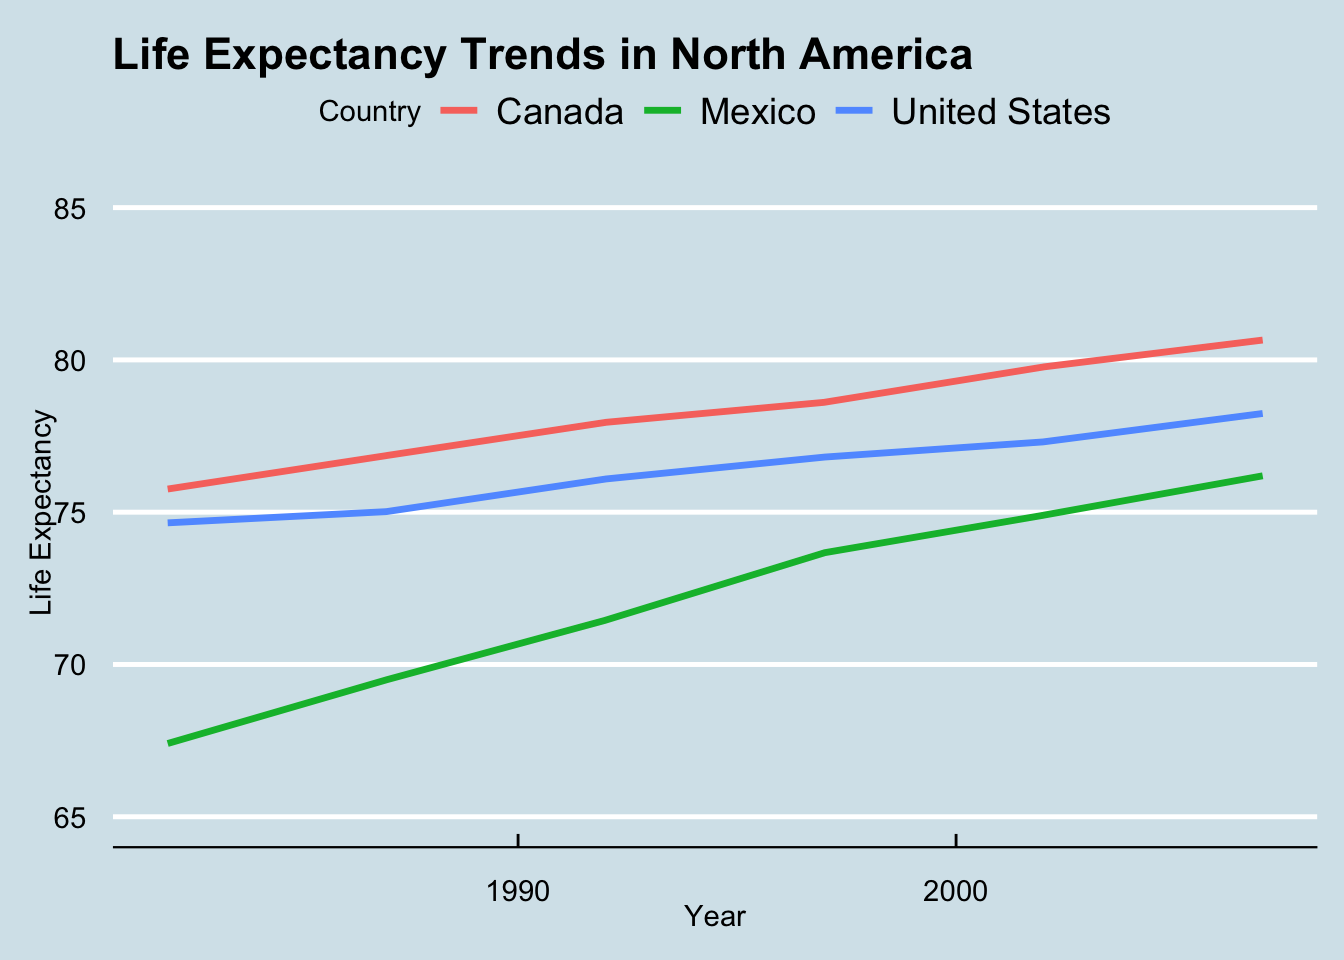 Life Expectancy Trends in North America
Country Canada Mexico United States
85
80
75
70
65
Life Expectancy
1990 2000
Year